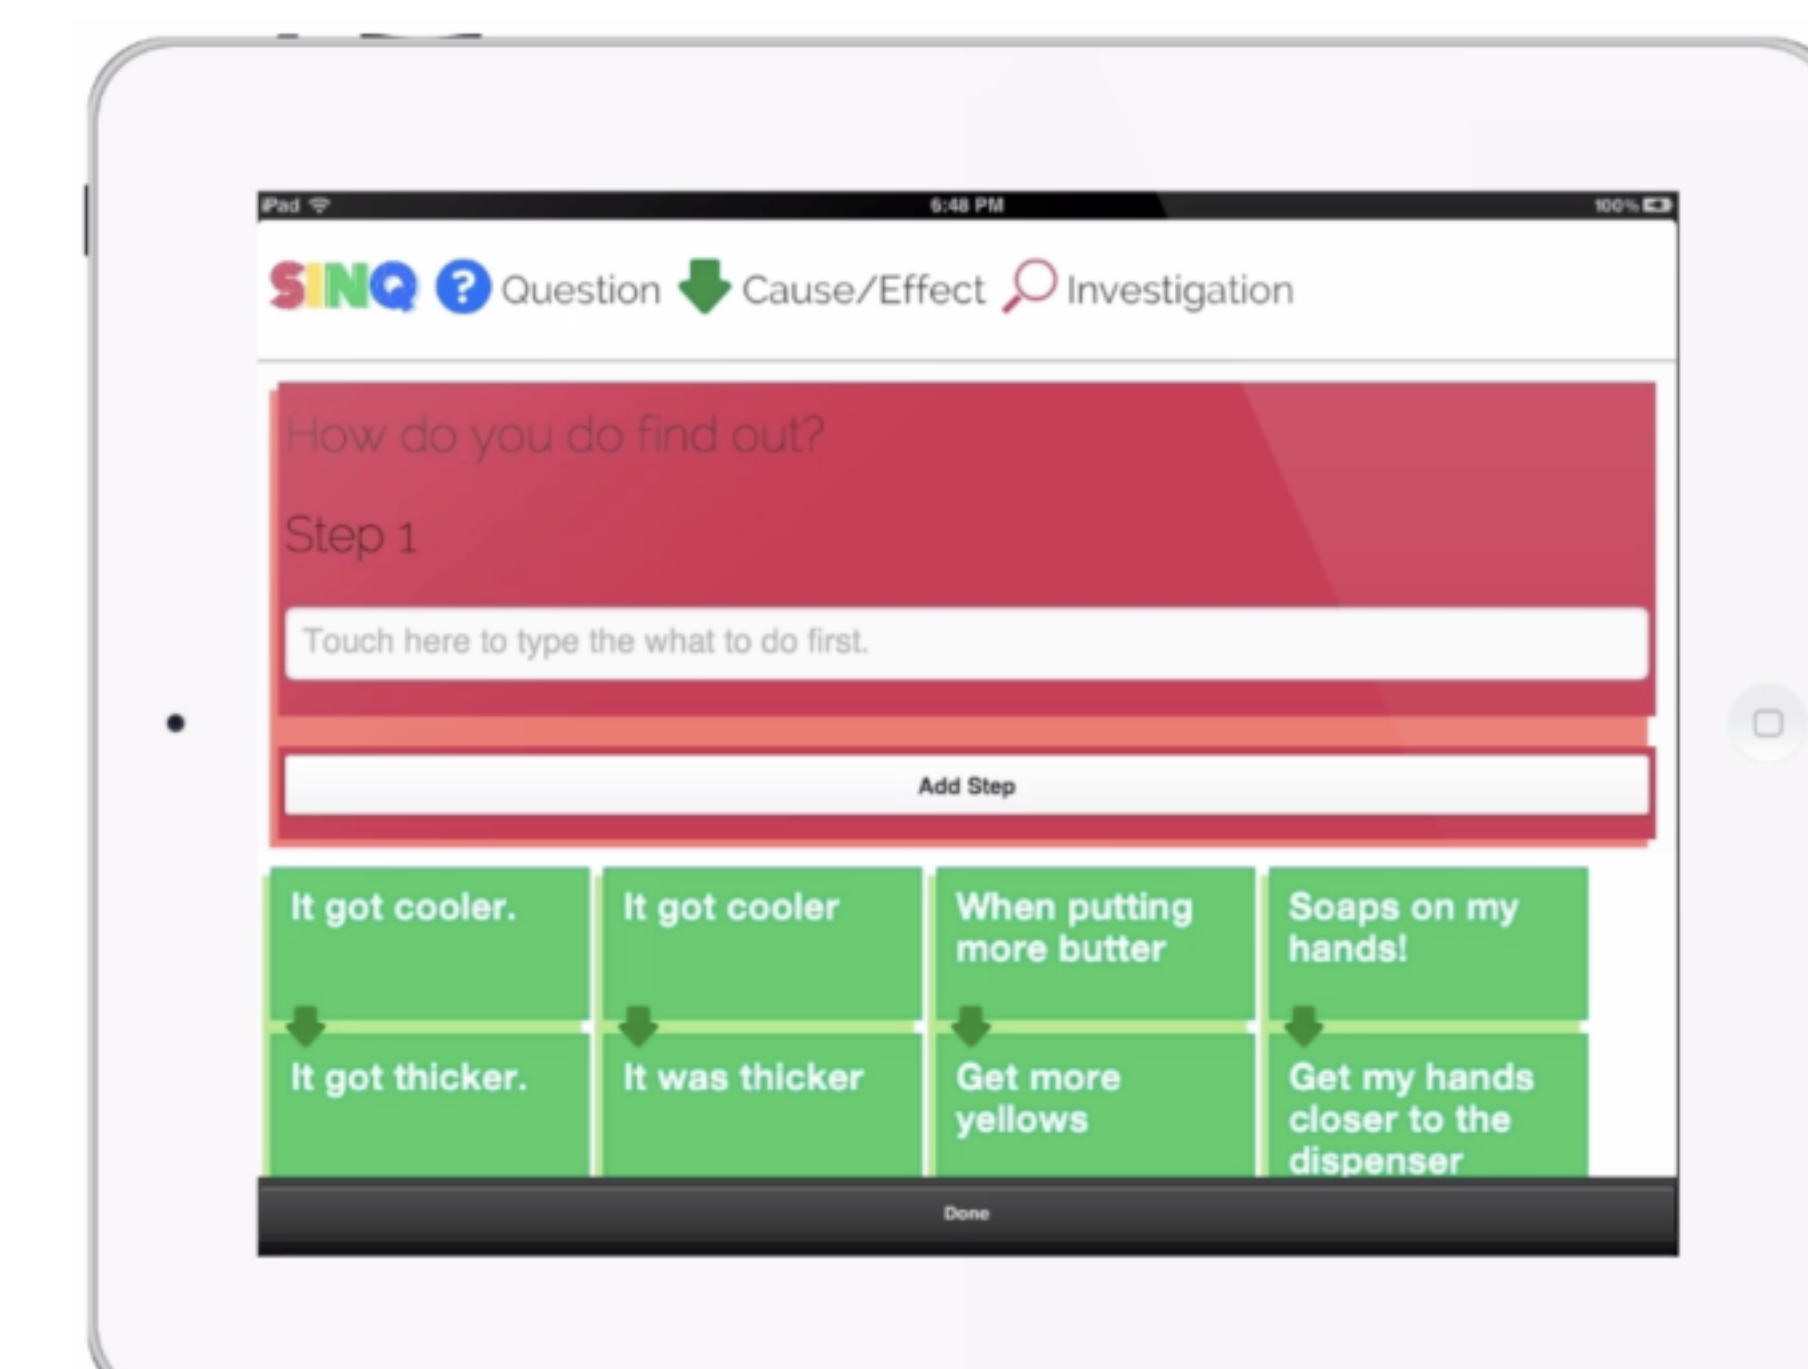 iPad 6:48 PM 100%
SINQ ? Question Cause/Effect Investigation
How do you do find out?
Step 1
Touch here to type the what to do first.
Add Step
It got cooler.
It got thicker.
It got cooler
It was thicker
When putting
more butter
Get more
yellows
Soaps on my
hands!
Get my hands
closer to the
dispenser
Done